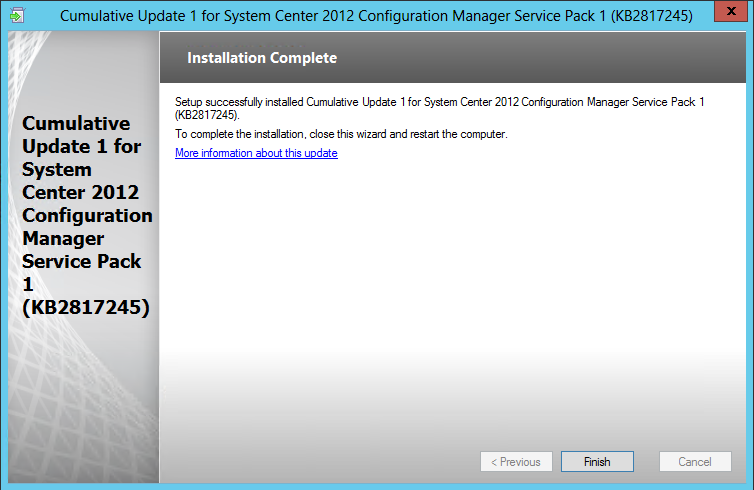 Cumulative Update 1 for System Center 2012 Configuration Manager Service Pack 1 (KB2817245)
x
Installation Complete
Cumulative
Update 1 for
System
Center 2012
Configuration
Manager
Service Pack
1
(KB2817245)
Setup successfully installed Cumulative Update 1 for System Center 2012 Configuration Manager Service Pack 1
(KB2817245).
To complete the installation, close this wizard and restart the computer.
More information about this update
< Previous
Finish
Cancel